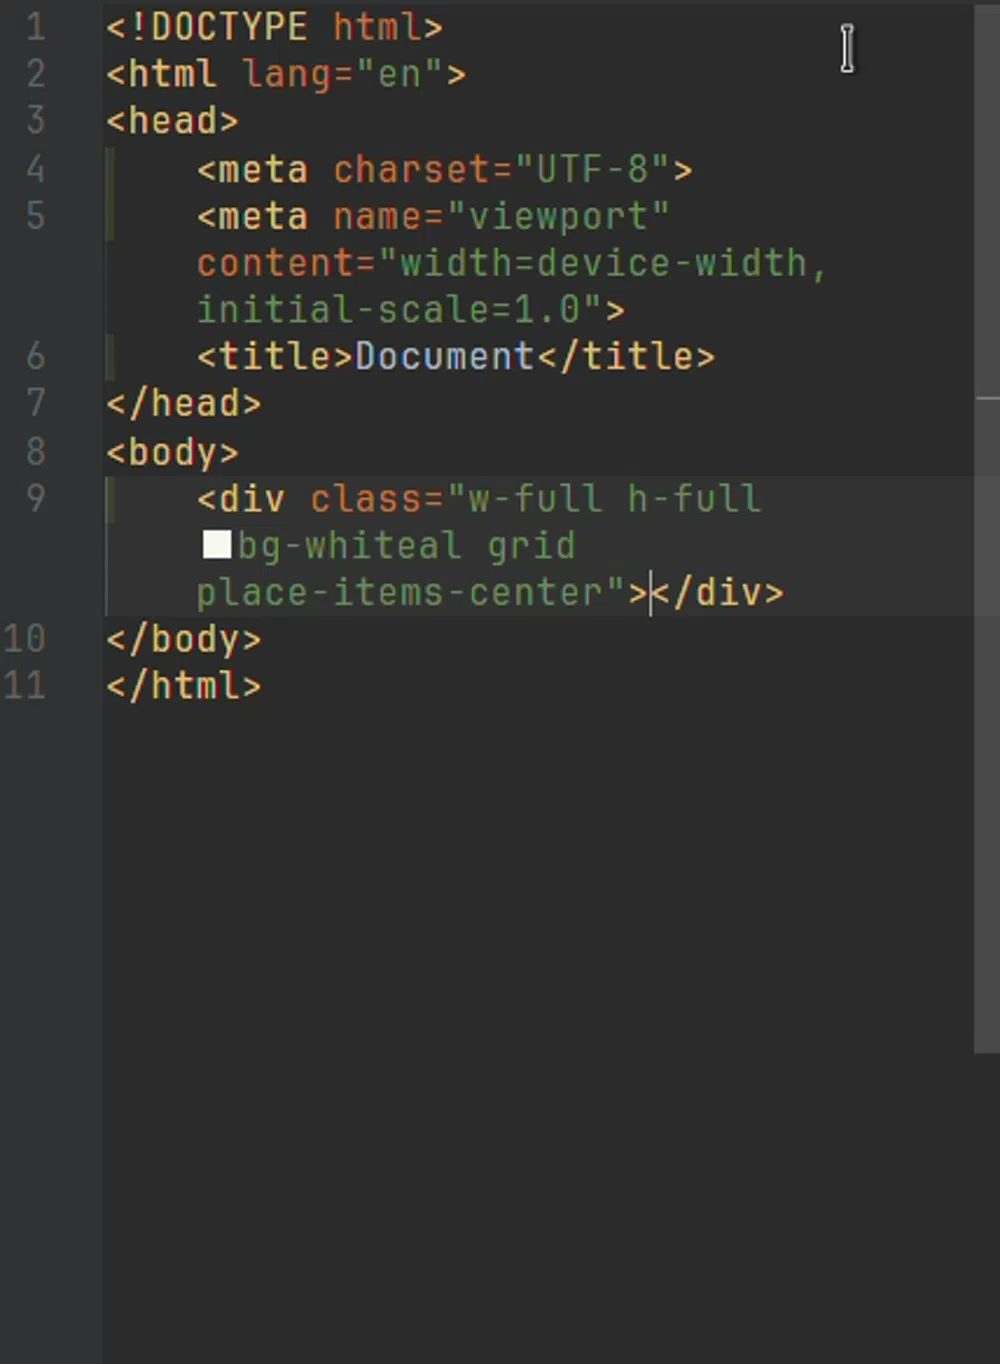 1 <!DOCTYPE html>
2 <html lang="en">
3 <head>
4 <meta charset="UTF-8">
5 <meta name="viewport"
content="width=device-width,
initial-scale=1.0">
6 <title>Document</title>
7 </head>
8 <body>
9 <div class="w-full h-full
bg-whiteal grid
place-items-center"></div>
10 </body>
11 </html>